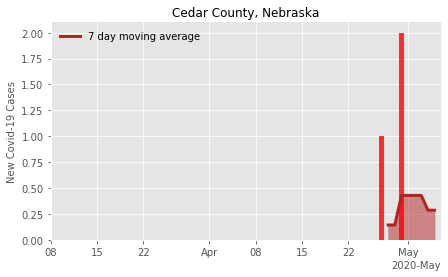 Cedar County, Nebraska
7 day moving average
New Covid-19 Cases
2.00
1.75
1.50
1.25
1.00
0.75
0.50
0.25
0.00
08 15 22 Apr 08 15 22 May
2020-May